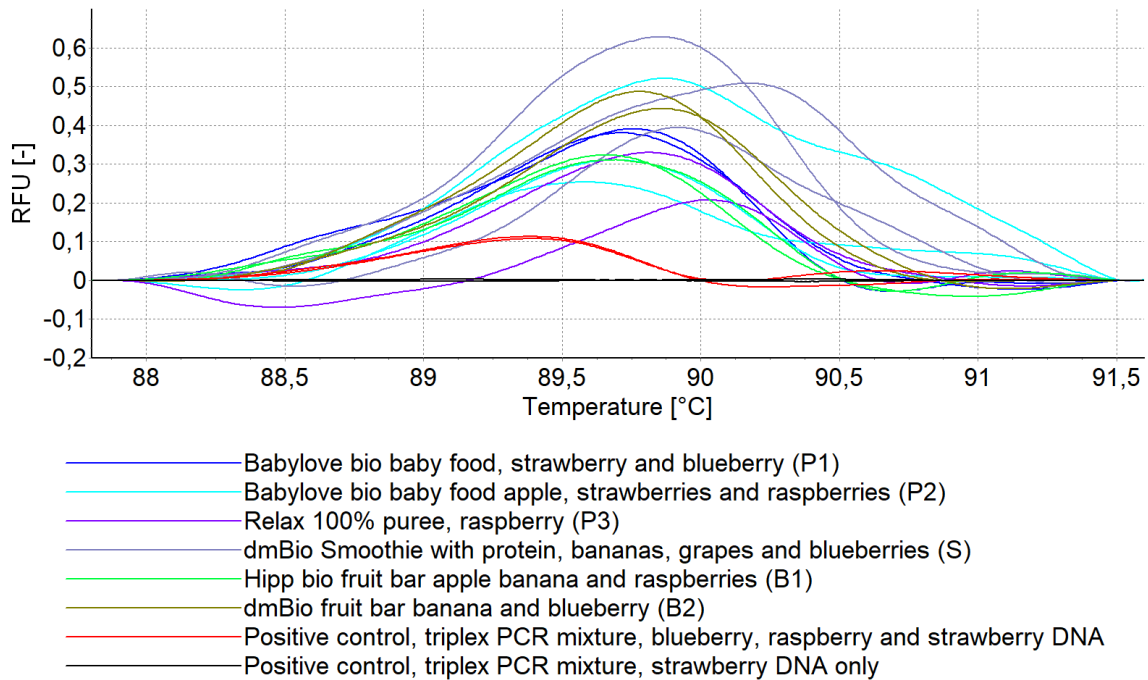 0,6
0,5
0,4
0,3
0,2
0,1
0
-0,1
-0,2
RFU [-]
88 88,5 89 89,5 90 90,5 91 91,5
Temperature [°C]
Babylove bio baby food, strawberry and blueberry (P1)
Babylove bio baby food apple, strawberries and raspberries (P2)
Relax 100% puree, raspberry (P3)
dmBio Smoothie with protein, bananas, grapes and blueberries (S)
Hipp bio fruit bar apple banana and raspberries (B1)
dmBio fruit bar banana and blueberry (B2)
Positive control, triplex PCR mixture, blueberry, raspberry and strawberry DNA
Positive control, triplex PCR mixture, strawberry DNA only